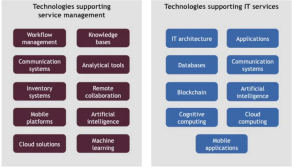 Technologies supporting
service management
Workflow
management
Knowledge
bases
Communication
systems
Analytical tools
Inventory
systems
Remote
collaboration
Mobile
platforms
Artificial
intelligence
Cloud solutions
Machine
learning
Technologies supporting IT services
IT architecture
Applications
Databases
Communication
systems
Blockchain
Artificial
intelligence
Cognitive
computing
Cloud
computing
Mobile
applications